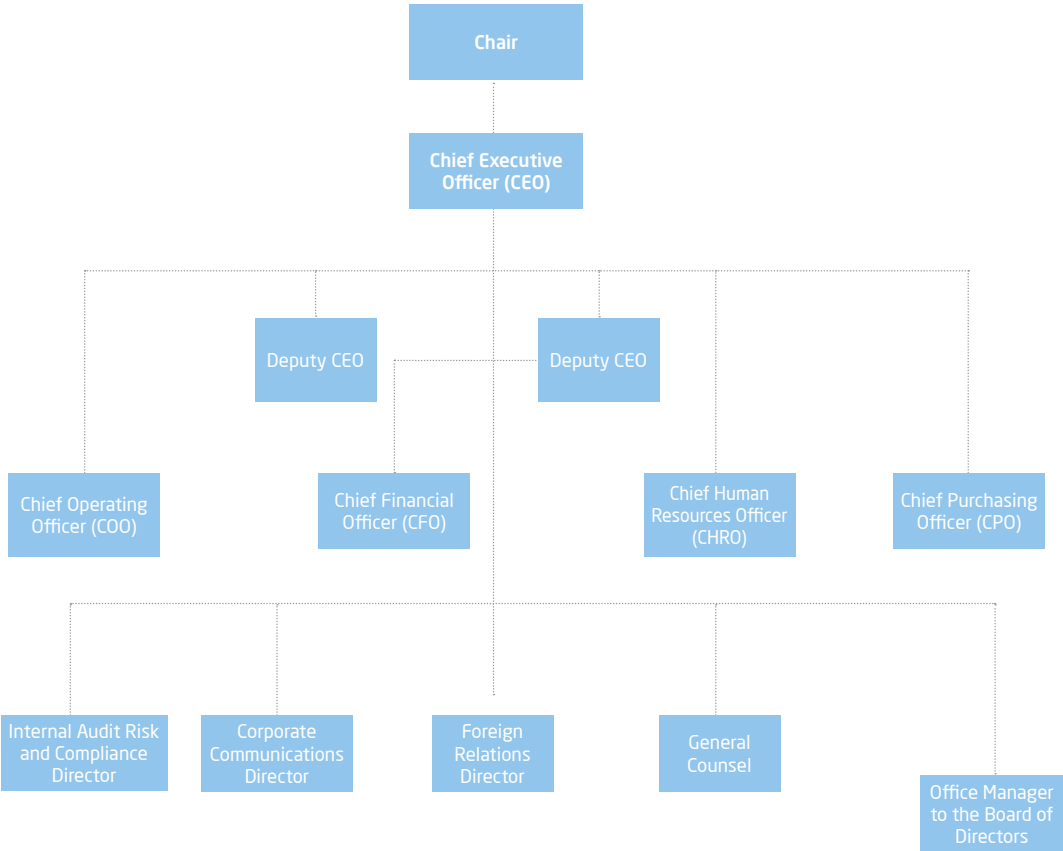 Chair
Chief Executive
Officer (CEO)
Deputy CEO
Deputy CEO
Chief Operating
Officer (COO)
Chief Financial
Officer (CFO)
Chief Human
Resources Officer
(CHRO)
Chief Purchasing
Officer (CPO)
Internal Audit Risk
and Compliance
Director
Corporate
Communications
Director
Foreign
Relations
Director
General
Counsel
Office Manager
to the Board of
Directors